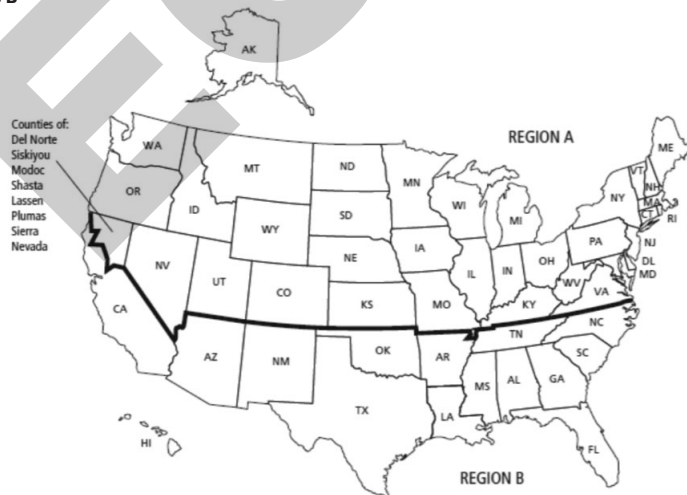 AK
Counties of:
Del Norte
Siskiyou
Modoc
Shasta
Lassen
Plumas
Sierra
Nevada
REGION A
WA
OR
ID
MT
WY
ND
SD
NE
MN
IA
WI
MI
IL
IN
OH
PA
NY
VT
NH
ME
MA
CT
RI
NJ
DL
MD
WV
VA
KY
MO
KS
CO
UT
NV
CA
AZ
NM
OK
AR
TN
NC
SC
GA
AL
MS
LA
TX
FL
HI
REGION B